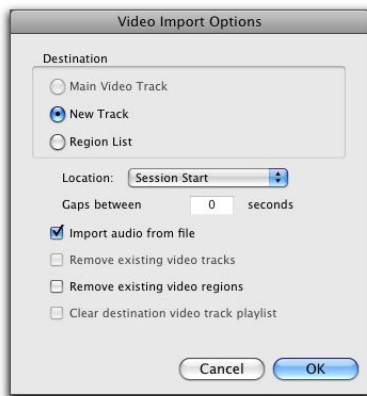 Video Import Options
Destination
Main Video Track
New Track
Region List
Location: Session Start
Gaps between 0 seconds
Import audio from file
Remove existing video tracks
Remove existing video regions
Clear destination video track playlist
Cancel OK